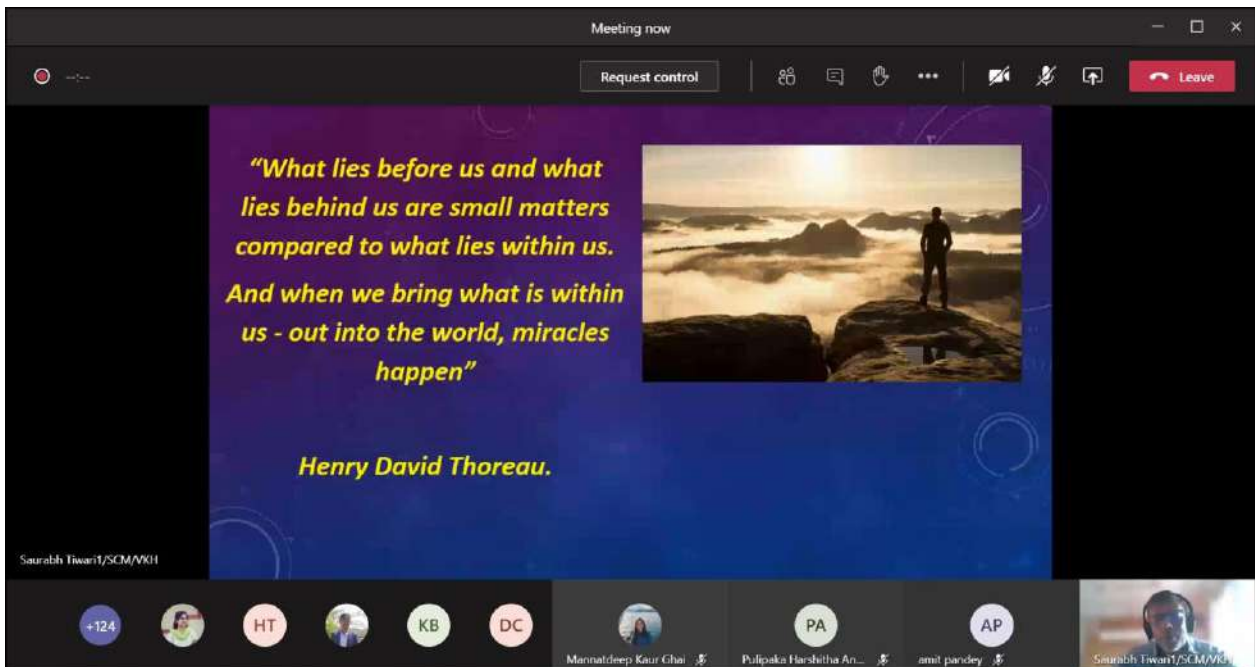 Meeting now
--:--
Request control
Leave
“What lies before us and what
lies behind us are small matters
compared to what lies within us.
And when we bring what is within
us - out into the world, miracles
happen”
Henry David Thoreau.
Saurabh Tiwari1/SCM/VKH
+124
HT
KB
DC
PA
AP
Mannatdeep Kaur Ghai
Pulipaka Harshitha An...
amit pandey
Saurabh Tiwari1/SCM/VKH